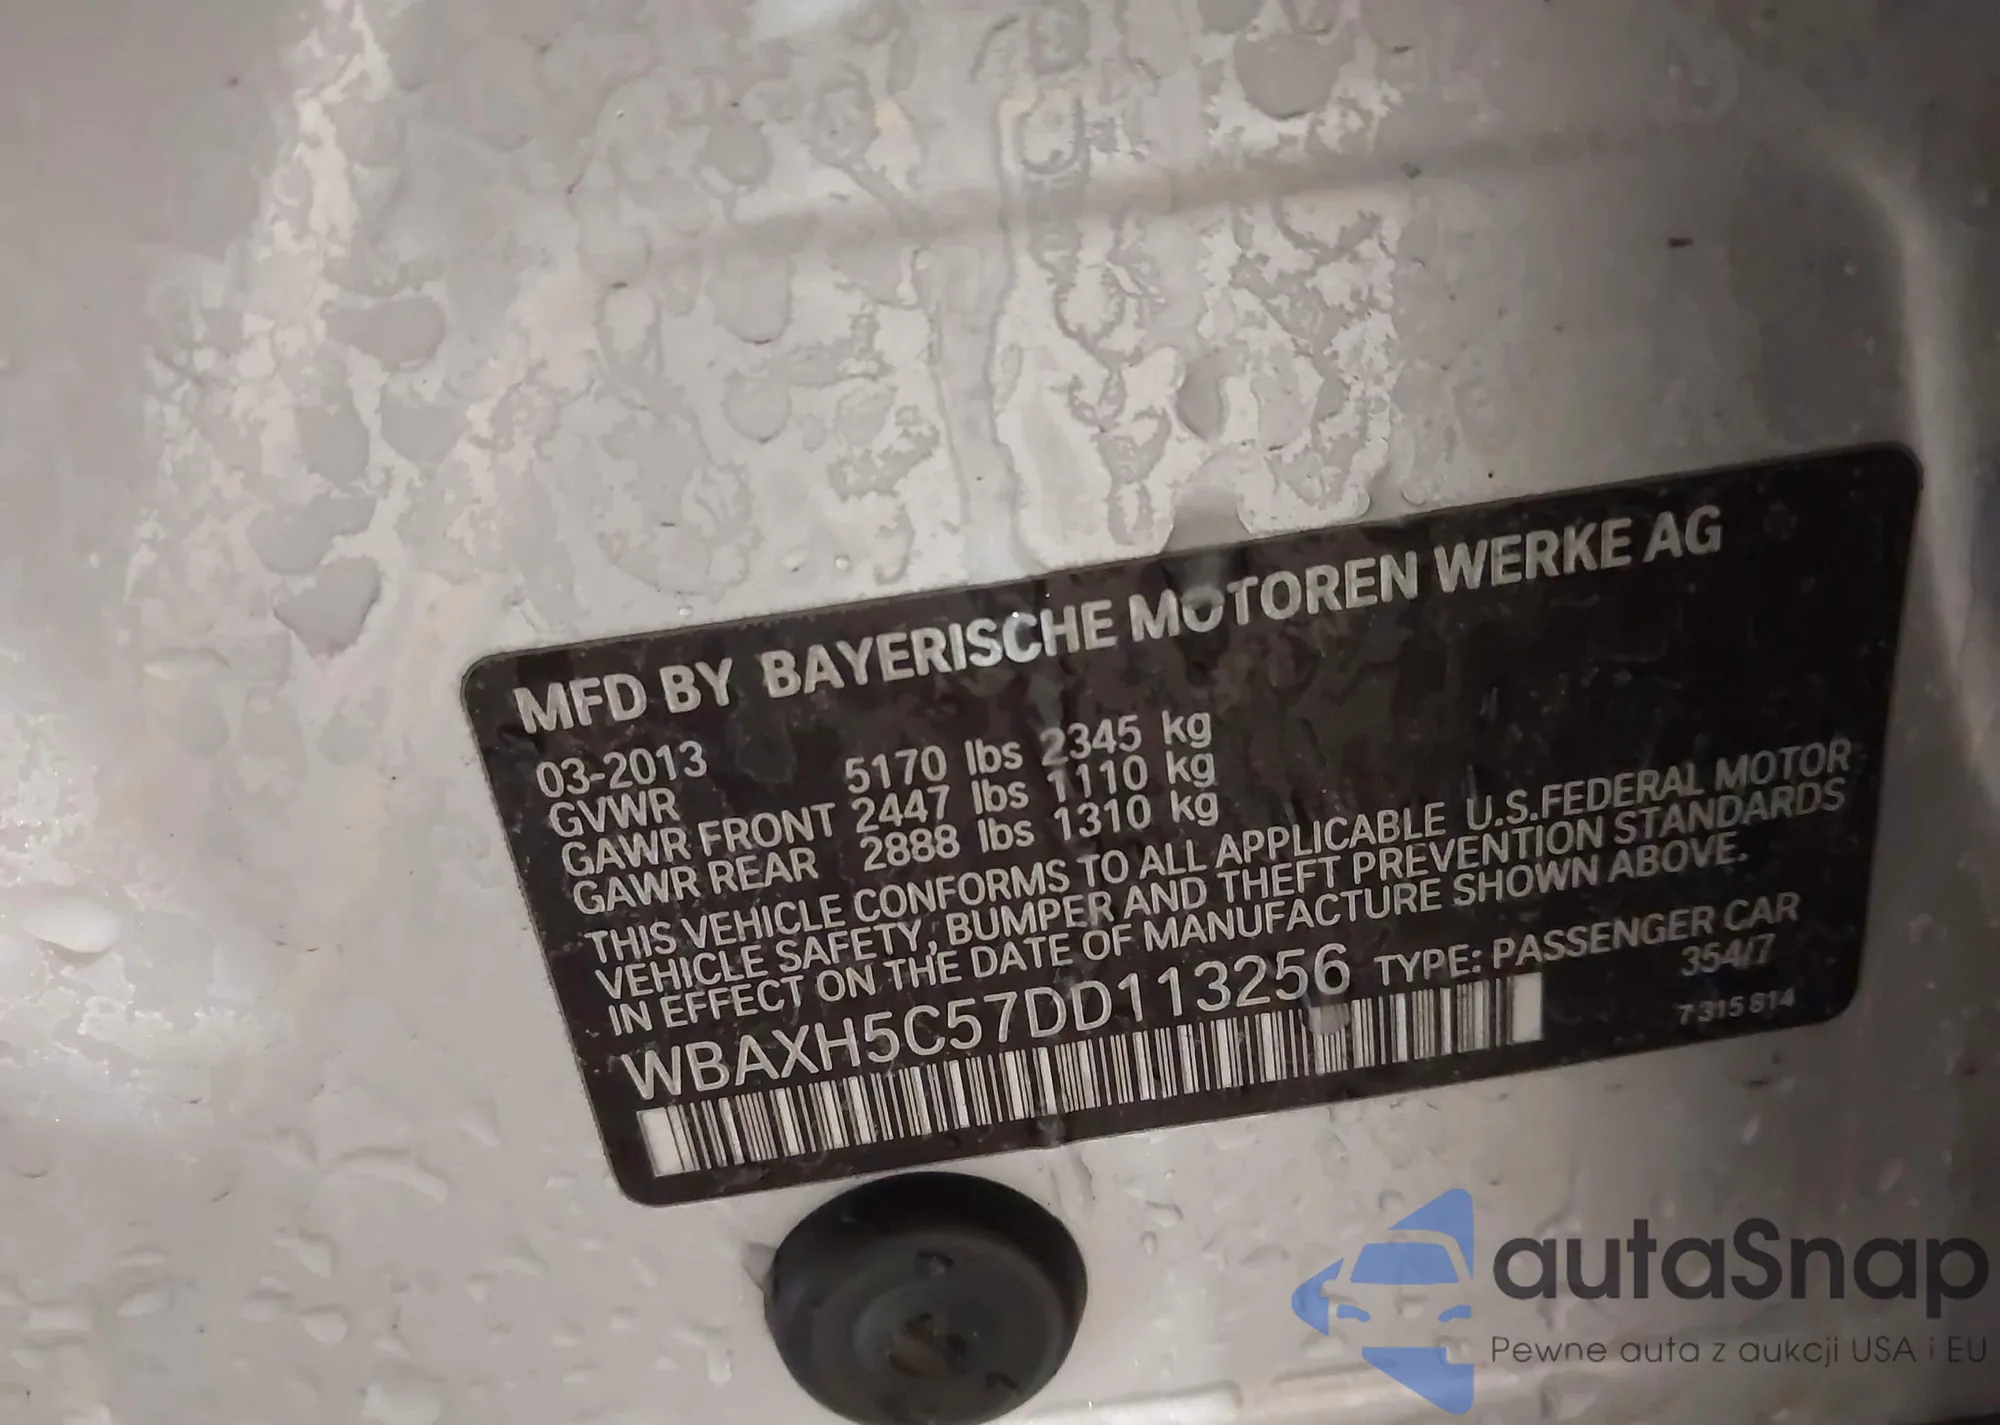 MFD BY BAYERISCHE MOTOREN WERKE AG
03-2013
GVWR 5170 lbs 2345 kg
GAWR FRONT 2447 lbs 1110 kg
GAWR REAR 2888 lbs 1310 kg
THIS VEHICLE CONFORMS TO ALL APPLICABLE U.S.FEDERAL MOTOR
VEHICLE SAFETY, BUMPER AND THEFT PREVENTION STANDARDS
IN EFFECT ON THE DATE OF MANUFACTURE SHOWN ABOVE.
WBAXH5C57DD113256 TYPE: PASSENGER CAR
354/7
7 315 814
autaSnap
Pewne auta z aukcji USA i EU